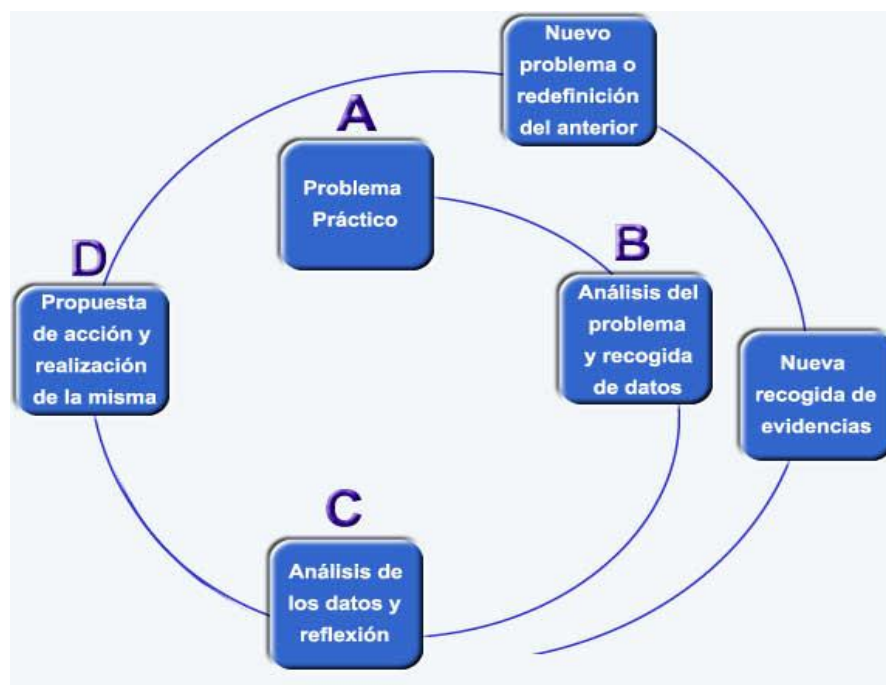 A
Problema
Práctico
B
Análisis del
problema
y recogida
de datos
C
Análisis de
los datos y
reflexión
D
Propuesta
de acción y
realización
de la misma
Nuevo
problema o
redefinición
del anterior
Nueva
recogida de
evidencias